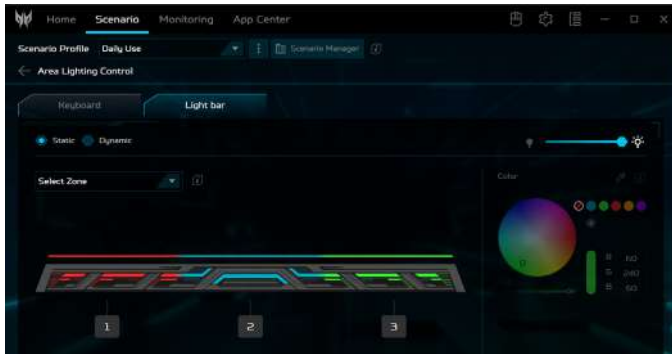 Home Scenario Monitoring App Center
Scenario Profile Daily Use Scenario Manager
Area Lighting Control
Keyboard Light bar
Static Dynamic
Select Zone
Color
R 60
G 240
B 60
1 2 3